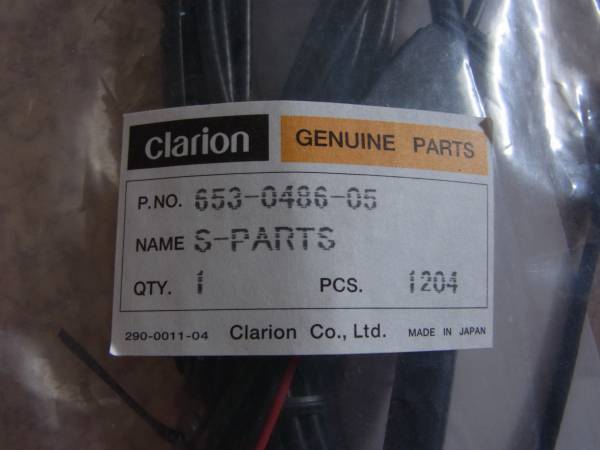 clarion GENUINE PARTS
P.NO. 653-0486-05
NAME S-PARTS
QTY. 1 PCS. 1204
290-0011-04 Clarion Co., Ltd. MADE IN JAPAN